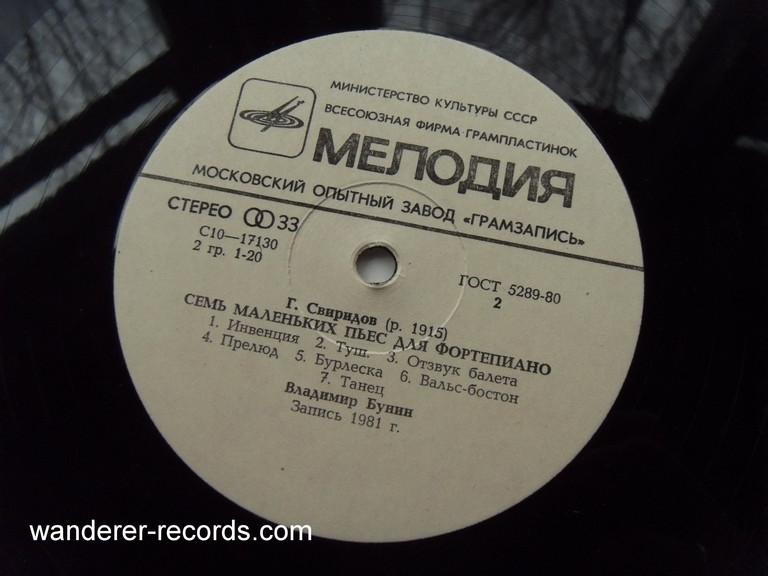 МИНИСТЕРСТВО КУЛЬТУРЫ СССР
ВСЕСОЮЗНАЯ ФИРМА ГРАМПЛАСТИНОК
МЕЛОДИЯ
МОСКОВСКИЙ ОПЫТНЫЙ ЗАВОД «ГРАМЗАПИСЬ»
СТЕРЕО 33
С10—17130
2 гр. 1-20
ГОСТ 5289-80
2
Г. Свиридов (р. 1915)
СЕМЬ МАЛЕНЬКИХ ПЬЕС ДЛЯ ФОРТЕПИАНО
1. Инвенция 2. Туш. 3. Отзвук балета
4. Прелюд 5. Бурлеска 6. Вальс-бостон
7. Танец
Владимир Бунин
Запись 1981 г.
wanderer-records.com